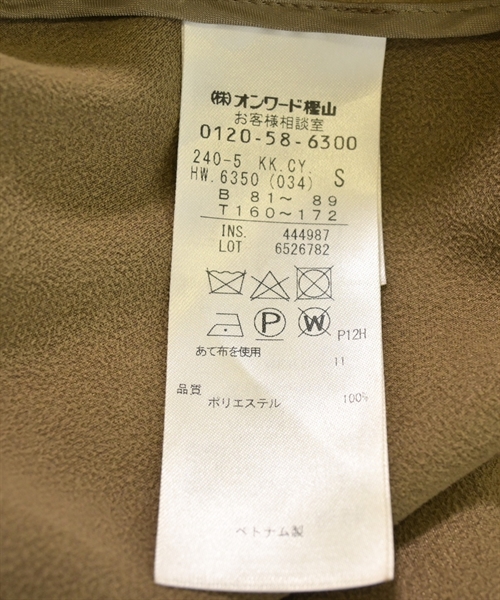 (株)オンワード樫山
お客様相談室
0120-58-6300
240-5 KK.CY.
HW.6350 (034) S
B 81〜 89
T160〜172
INS. 444987
LOT 6526782
P W P12H
あて布を使用 11
品質 ポリエステル 100%
ベトナム製